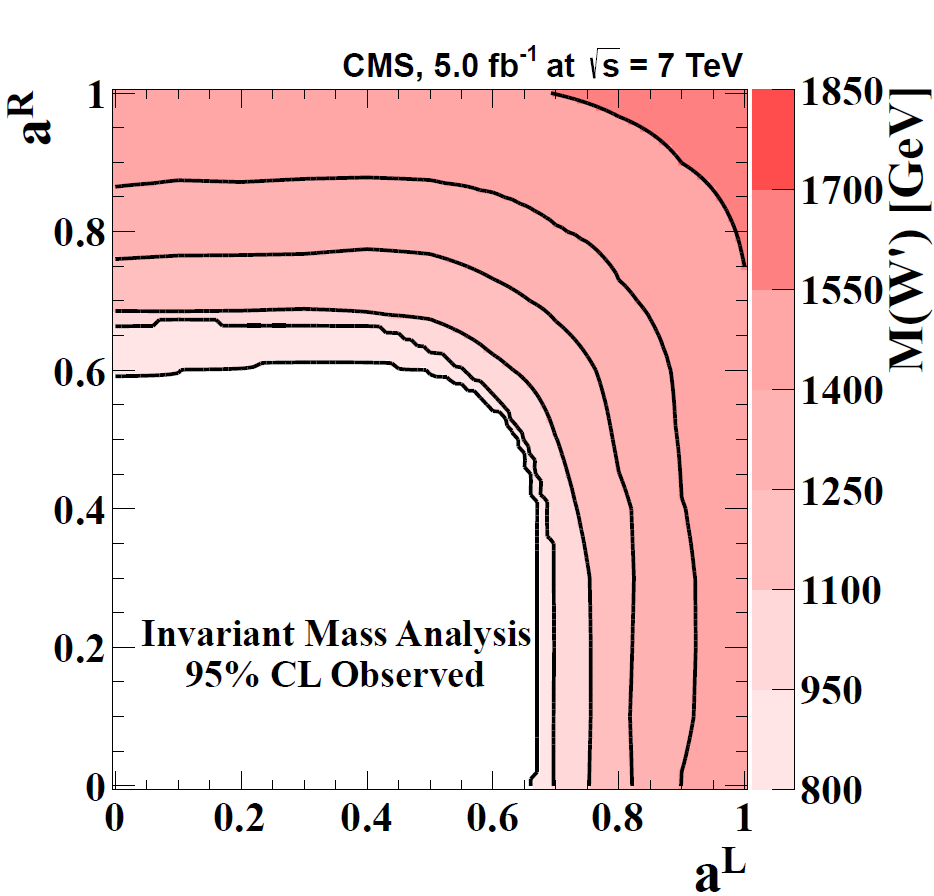 CMS, 5.0 fb-1 at √s = 7 TeV
aR
1
0.8
0.6
0.4
0.2
0
Invariant Mass Analysis
95% CL Observed
0 0.2 0.4 0.6 0.8 1
aL
1850
1700
1550
1400
1250
1100
950
800
M(W') [GeV]